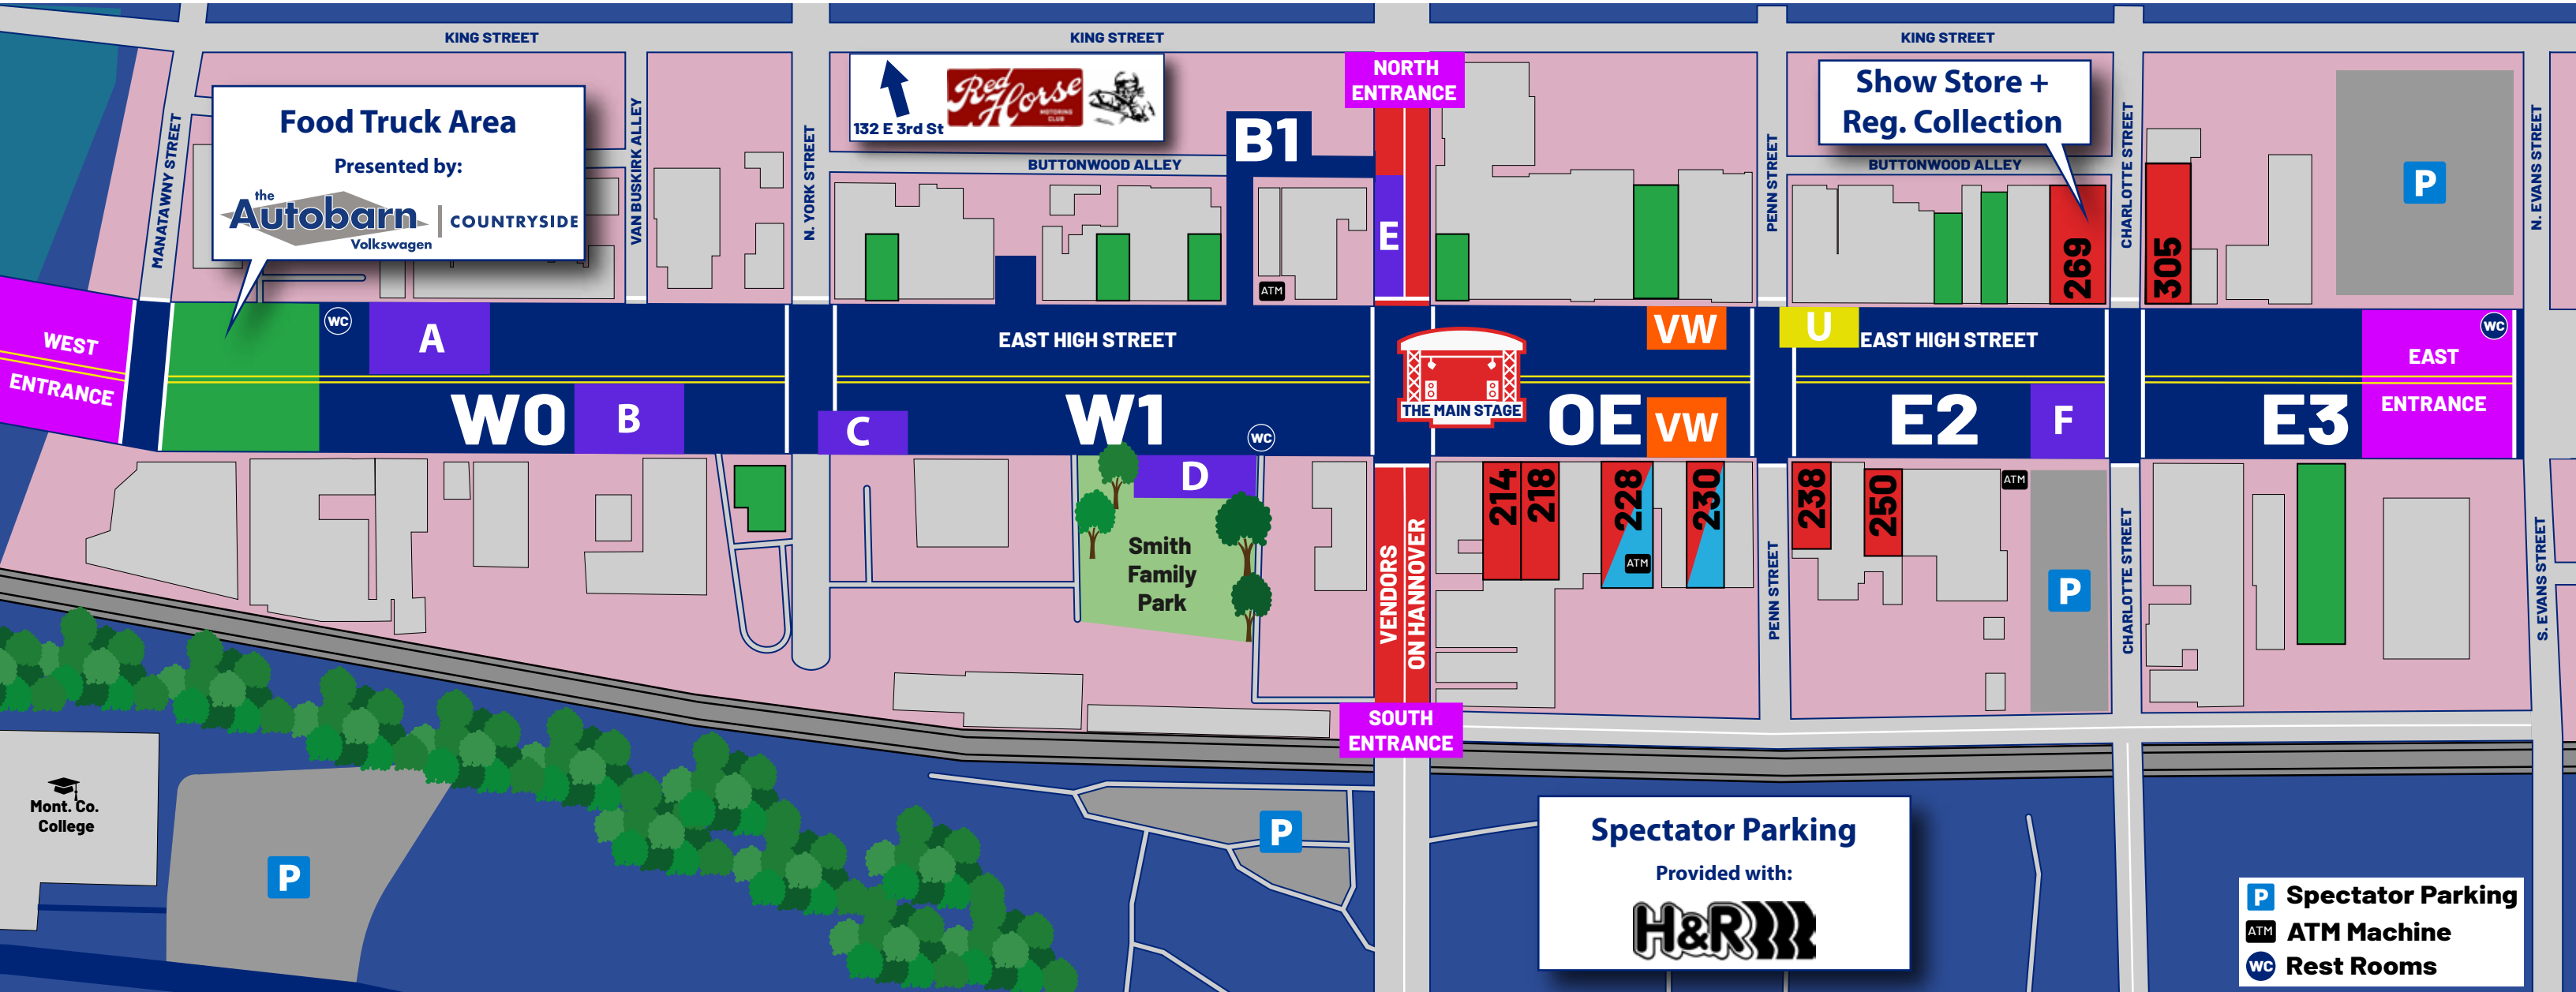 KING STREET
KING STREET
KING STREET
NORTH
ENTRANCE
Show Store +
Reg. Collection
Food Truck Area
Presented by:
the
Autobarn
Volkswagen
COUNTRYSIDE
132 E 3rd St
Red
Horse
MOTORING
CLUB
B1
BUTTONWOOD ALLEY
BUTTONWOOD ALLEY
MANATAWNY STREET
VAN BUSKIRK ALLEY
N. YORK STREET
PENN STREET
CHARLOTTE STREET
N. EVANS STREET
P
E
269
305
ATM
WEST
ENTRANCE
WC
A
EAST HIGH STREET
VW
U
EAST HIGH STREET
WC
EAST
ENTRANCE
W0
B
C
W1
WC
THE MAIN STAGE
OE
VW
E2
F
E3
D
Smith
Family
Park
VENDORS
ON HANNOVER
214
218
228
ATM
230
238
250
ATM
P
PENN STREET
CHARLOTTE STREET
S. EVANS STREET
SOUTH
ENTRANCE
Mont. Co.
College
P
P
Spectator Parking
Provided with:
H&R
P Spectator Parking
ATM ATM Machine
WC Rest Rooms